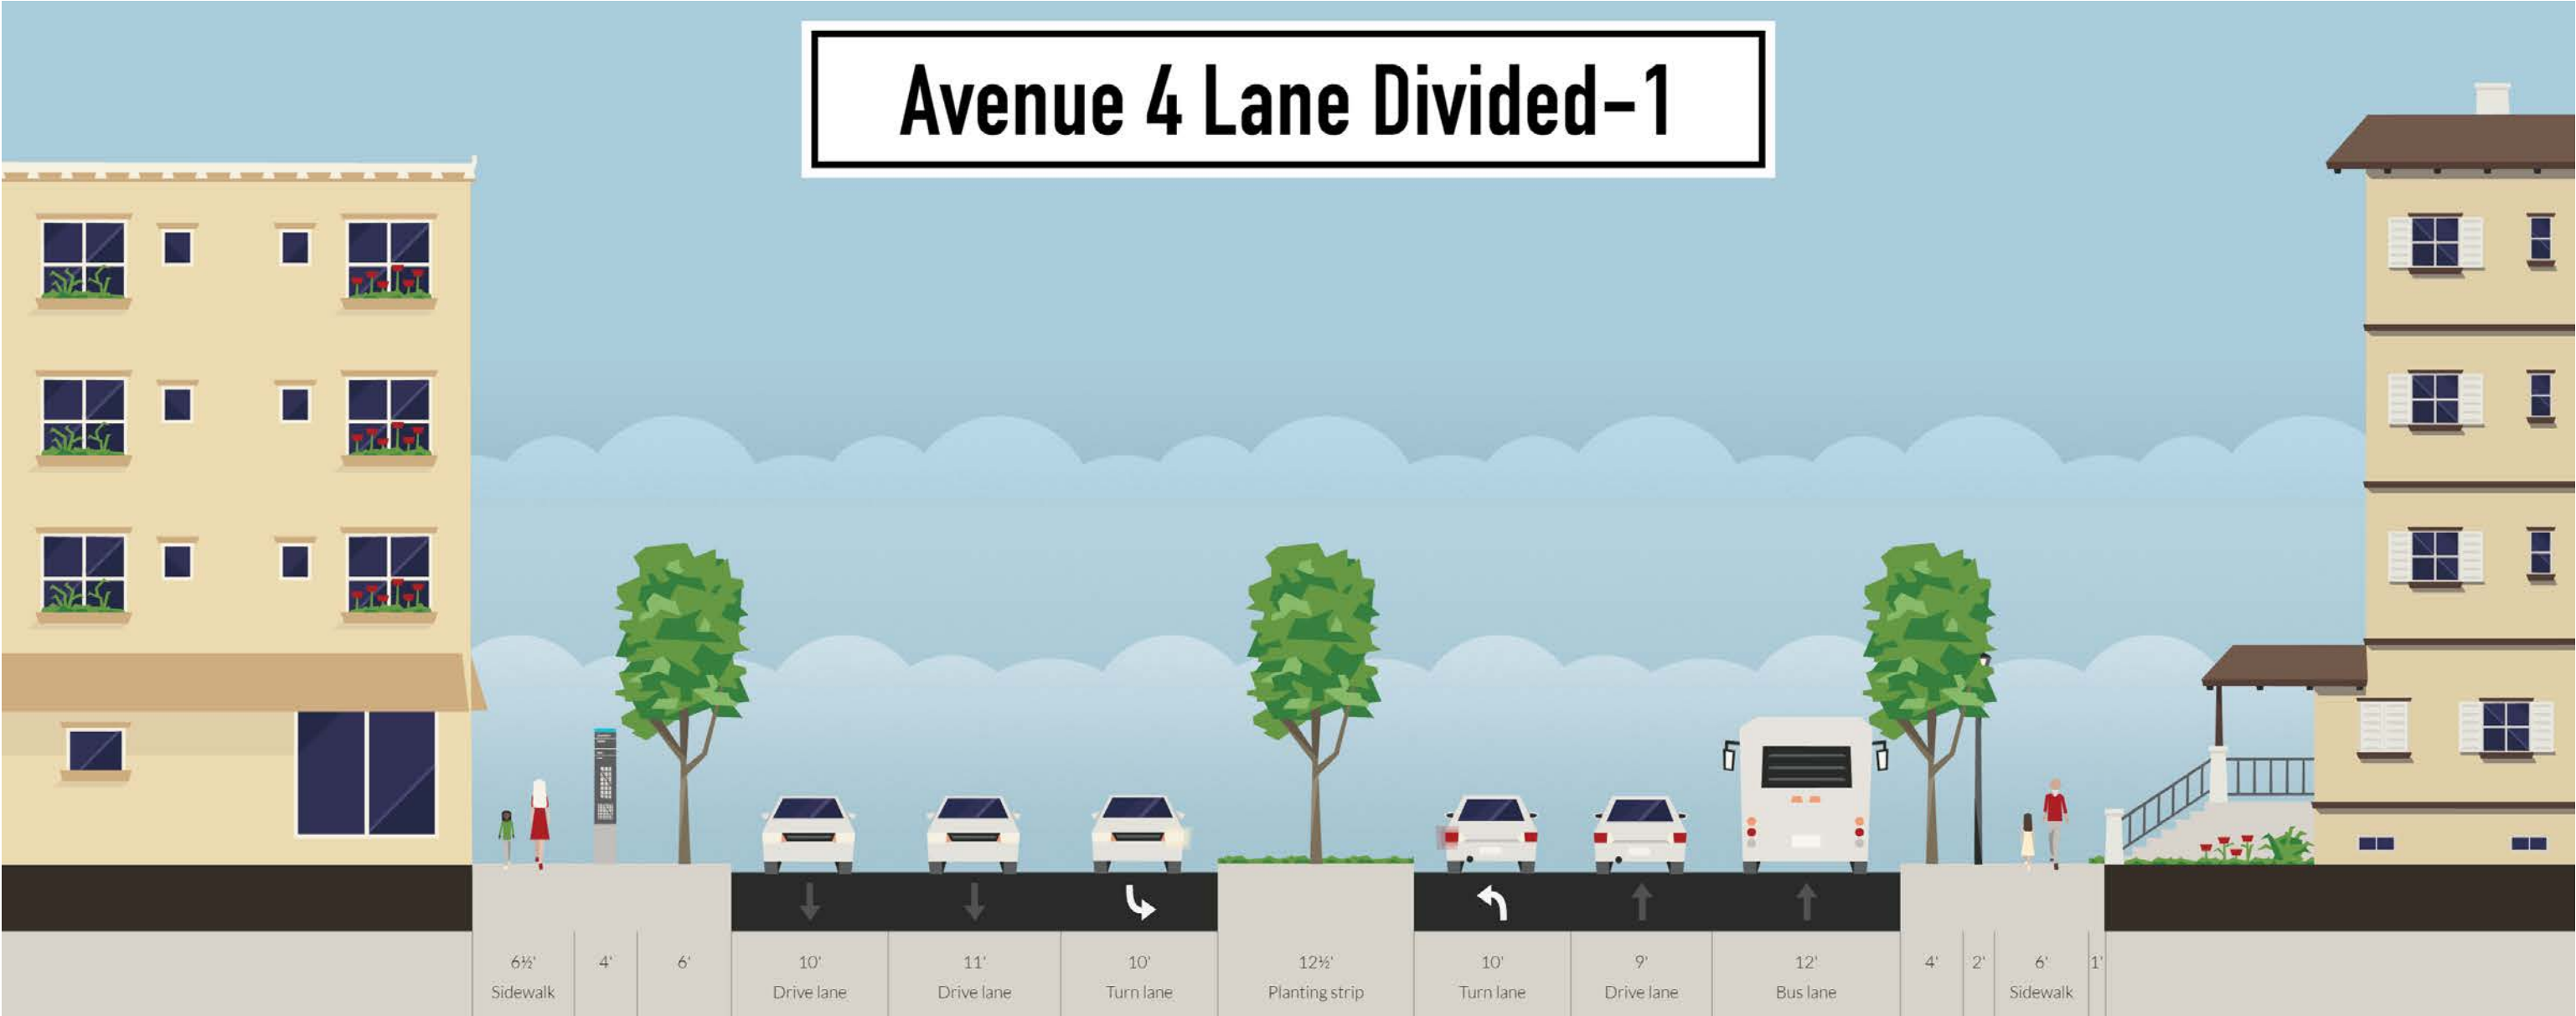 Avenue 4 Lane Divided-1
6½' 4' 6' 10' 11' 10' 12½' 10' 9' 12' 4' 2' 6' 1'
Sidewalk Drive lane Drive lane Turn lane Planting strip Turn lane Drive lane Bus lane Sidewalk